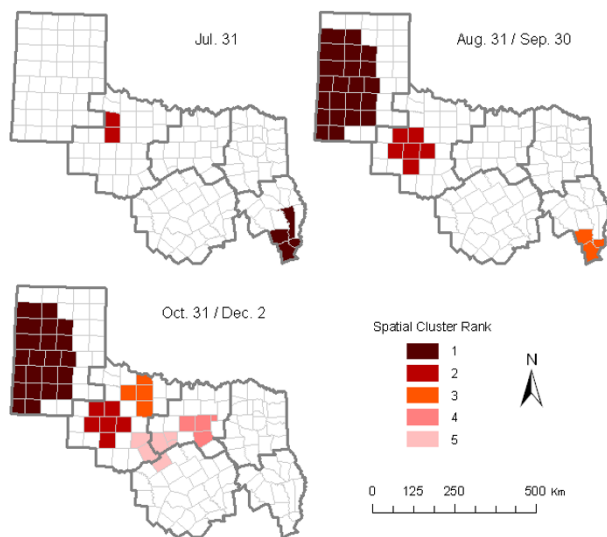 Jul. 31
Aug. 31 / Sep. 30
Oct. 31 / Dec. 2
Spatial Cluster Rank
1
2
3
4
5
N
0 125 250 500 Km